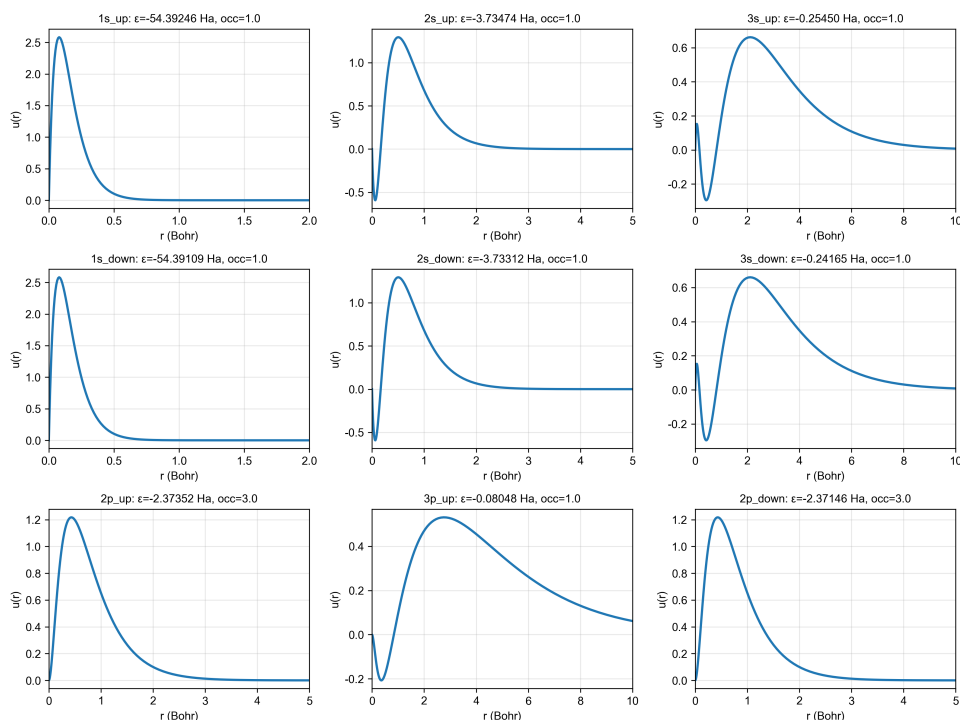 1s_up: ε=-54.39246 Ha, occ=1.0
u(r)
2.5
2.0
1.5
1.0
0.5
0.0
0.0 0.5 1.0 1.5 2.0
r (Bohr)
2s_up: ε=-3.73474 Ha, occ=1.0
u(r)
1.0
0.5
0.0
-0.5
0 1 2 3 4 5
r (Bohr)
3s_up: ε=-0.25450 Ha, occ=1.0
u(r)
0.6
0.4
0.2
0.0
-0.2
0 2 4 6 8 10
r (Bohr)
1s_down: ε=-54.39109 Ha, occ=1.0
u(r)
2.5
2.0
1.5
1.0
0.5
0.0
0.0 0.5 1.0 1.5 2.0
r (Bohr)
2s_down: ε=-3.73312 Ha, occ=1.0
u(r)
1.0
0.5
0.0
-0.5
0 1 2 3 4 5
r (Bohr)
3s_down: ε=-0.24165 Ha, occ=1.0
u(r)
0.6
0.4
0.2
0.0
-0.2
0 2 4 6 8 10
r (Bohr)
2p_up: ε=-2.37352 Ha, occ=3.0
u(r)
1.2
1.0
0.8
0.6
0.4
0.2
0.0
0 1 2 3 4 5
r (Bohr)
3p_up: ε=-0.08048 Ha, occ=1.0
u(r)
0.4
0.2
0.0
-0.2
0 2 4 6 8 10
r (Bohr)
2p_down: ε=-2.37146 Ha, occ=3.0
u(r)
1.2
1.0
0.8
0.6
0.4
0.2
0.0
0 1 2 3 4 5
r (Bohr)